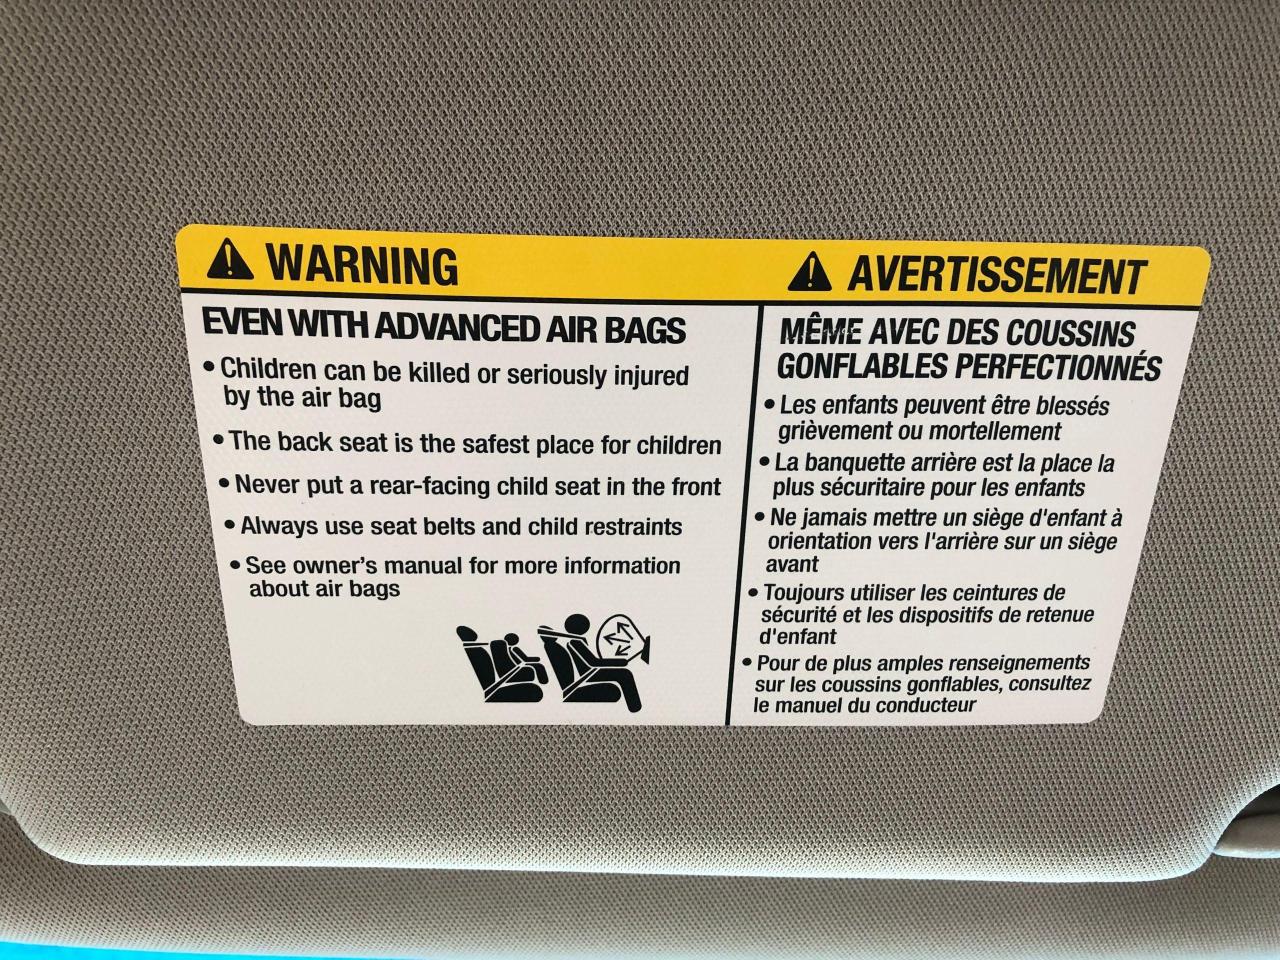 WARNING
EVEN WITH ADVANCED AIR BAGS
• Children can be killed or seriously injured
by the air bag
• The back seat is the safest place for children
• Never put a rear-facing child seat in the front
• Always use seat belts and child restraints
• See owner's manual for more information
about air bags
AVERTISSEMENT
MÊME AVEC DES COUSSINS
GONFLABLES PERFECTIONNÉS
• Les enfants peuvent être blessés
grièvement ou mortellement
• La banquette arrière est la place la
plus sécuritaire pour les enfants
• Ne jamais mettre un siège d'enfant à
orientation vers l'arrière sur un siège
avant
• Toujours utiliser les ceintures de
sécurité et les dispositifs de retenue
d'enfant
• Pour de plus amples renseignements
sur les coussins gonflables, consultez
le manuel du conducteur